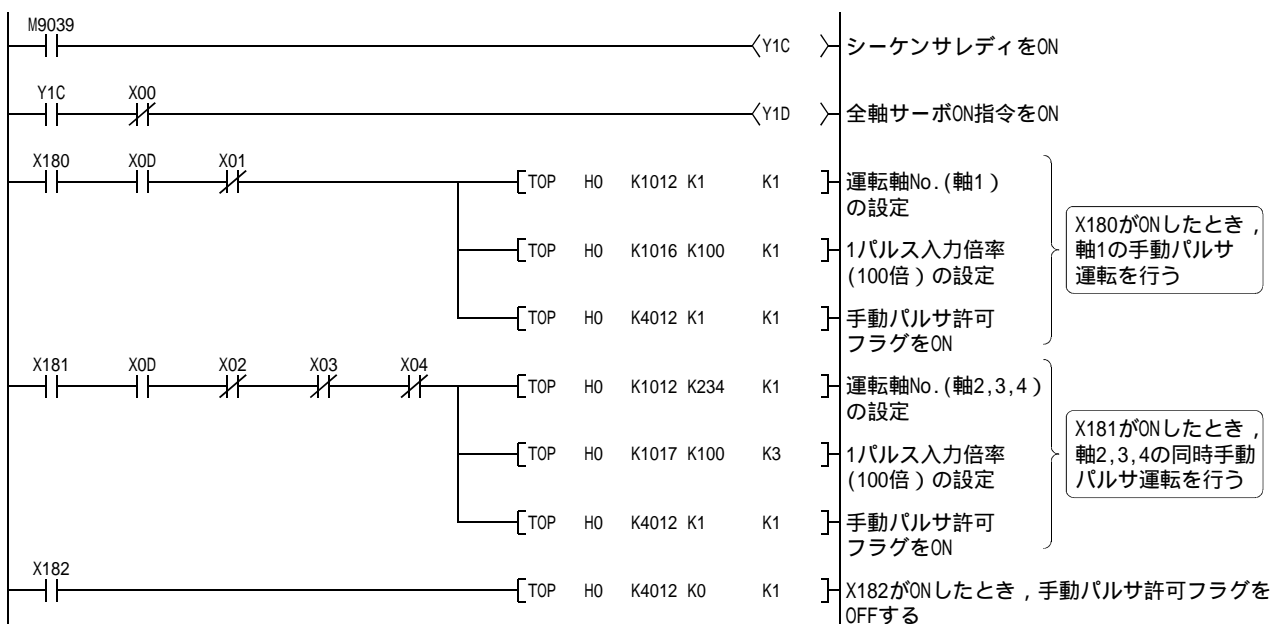 M9039
Y1C シーケンサレディをON
Y1C X00
Y1D 全軸サーボON指令をON
X180 X0D X01
TOP H0 K1012 K1 K1 運転軸No.(軸1)
の設定
TOP H0 K1016 K100 K1 1パルス入力倍率
(100倍)の設定
TOP H0 K4012 K1 K1 手動パルサ許可
フラグをON
X180がONしたとき,
軸1の手動パルサ
運転を行う
X181 X0D X02 X03 X04
TOP H0 K1012 K234 K1 運転軸No.(軸2,3,4)
の設定
TOP H0 K1017 K100 K3 1パルス入力倍率
(100倍)の設定
TOP H0 K4012 K1 K1 手動パルサ許可
フラグをON
X181がONしたとき,
軸2,3,4の同時手動
パルサ運転を行う
X182
TOP H0 K4012 K0 K1 X182がONしたとき,手動パルサ許可フラグを
OFFする